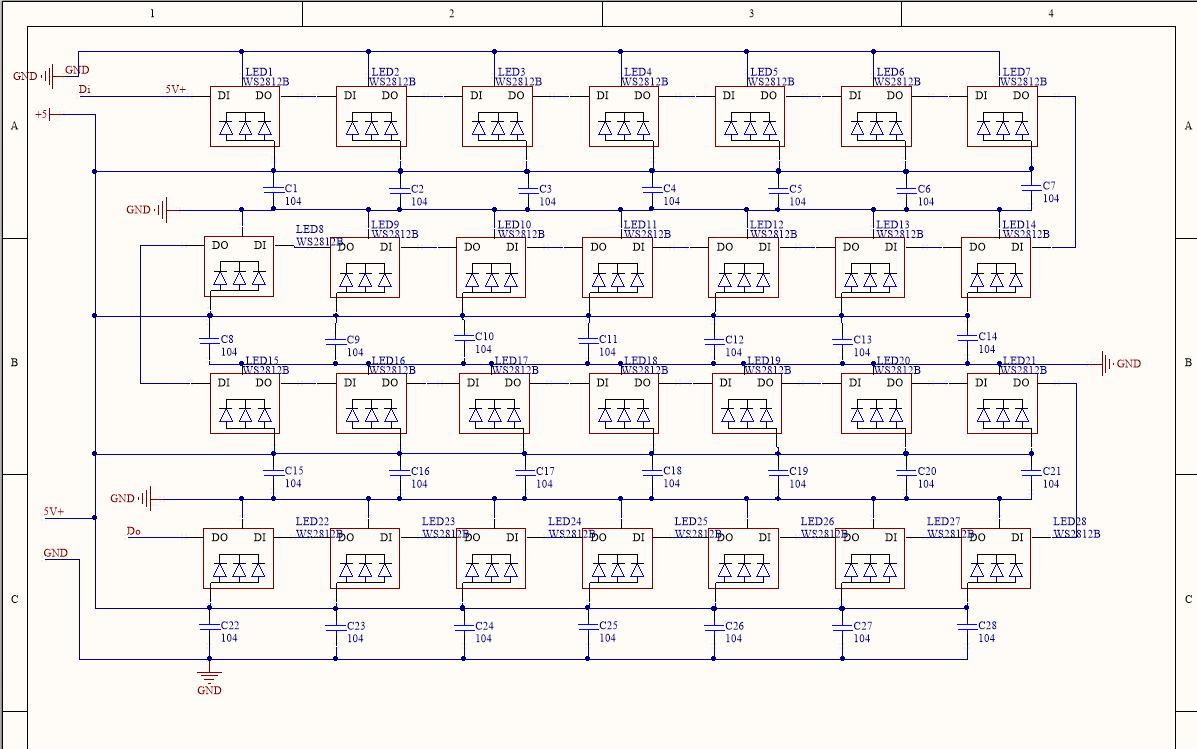 1 2 3 4
GND GND
Di 5V+
+5
A A
LED1 LED2 LED3 LED4 LED5 LED6 LED7
WS2812B WS2812B WS2812B WS2812B WS2812B WS2812B WS2812B
DI DO DI DO DI DO DI DO DI DO DI DO DI DO
C1 C2 C3 C4 C5 C6 C7
104 104 104 104 104 104 104
GND
LED8 LED9 LED10 LED11 LED12 LED13 LED14
WS2812B WS2812B WS2812B WS2812B WS2812B WS2812B WS2812B
DO DI DO DI DO DI DO DI DO DI DO DI DO DI
C8 C9 C10 C11 C12 C13 C14
104 104 104 104 104 104 104
B GND B
LED15 LED16 LED17 LED18 LED19 LED20 LED21
WS2812B WS2812B WS2812B WS2812B WS2812B WS2812B WS2812B
DI DO DI DO DI DO DI DO DI DO DI DO DI DO
C15 C16 C17 C18 C19 C20 C21
104 104 104 104 104 104 104
GND
5V+
Do
GND
LED22 LED23 LED24 LED25 LED26 LED27 LED28
WS2812B WS2812B WS2812B WS2812B WS2812B WS2812B WS2812B
DO DI DO DI DO DI DO DI DO DI DO DI DO DI
C C
C22 C23 C24 C25 C26 C27 C28
104 104 104 104 104 104 104
GND